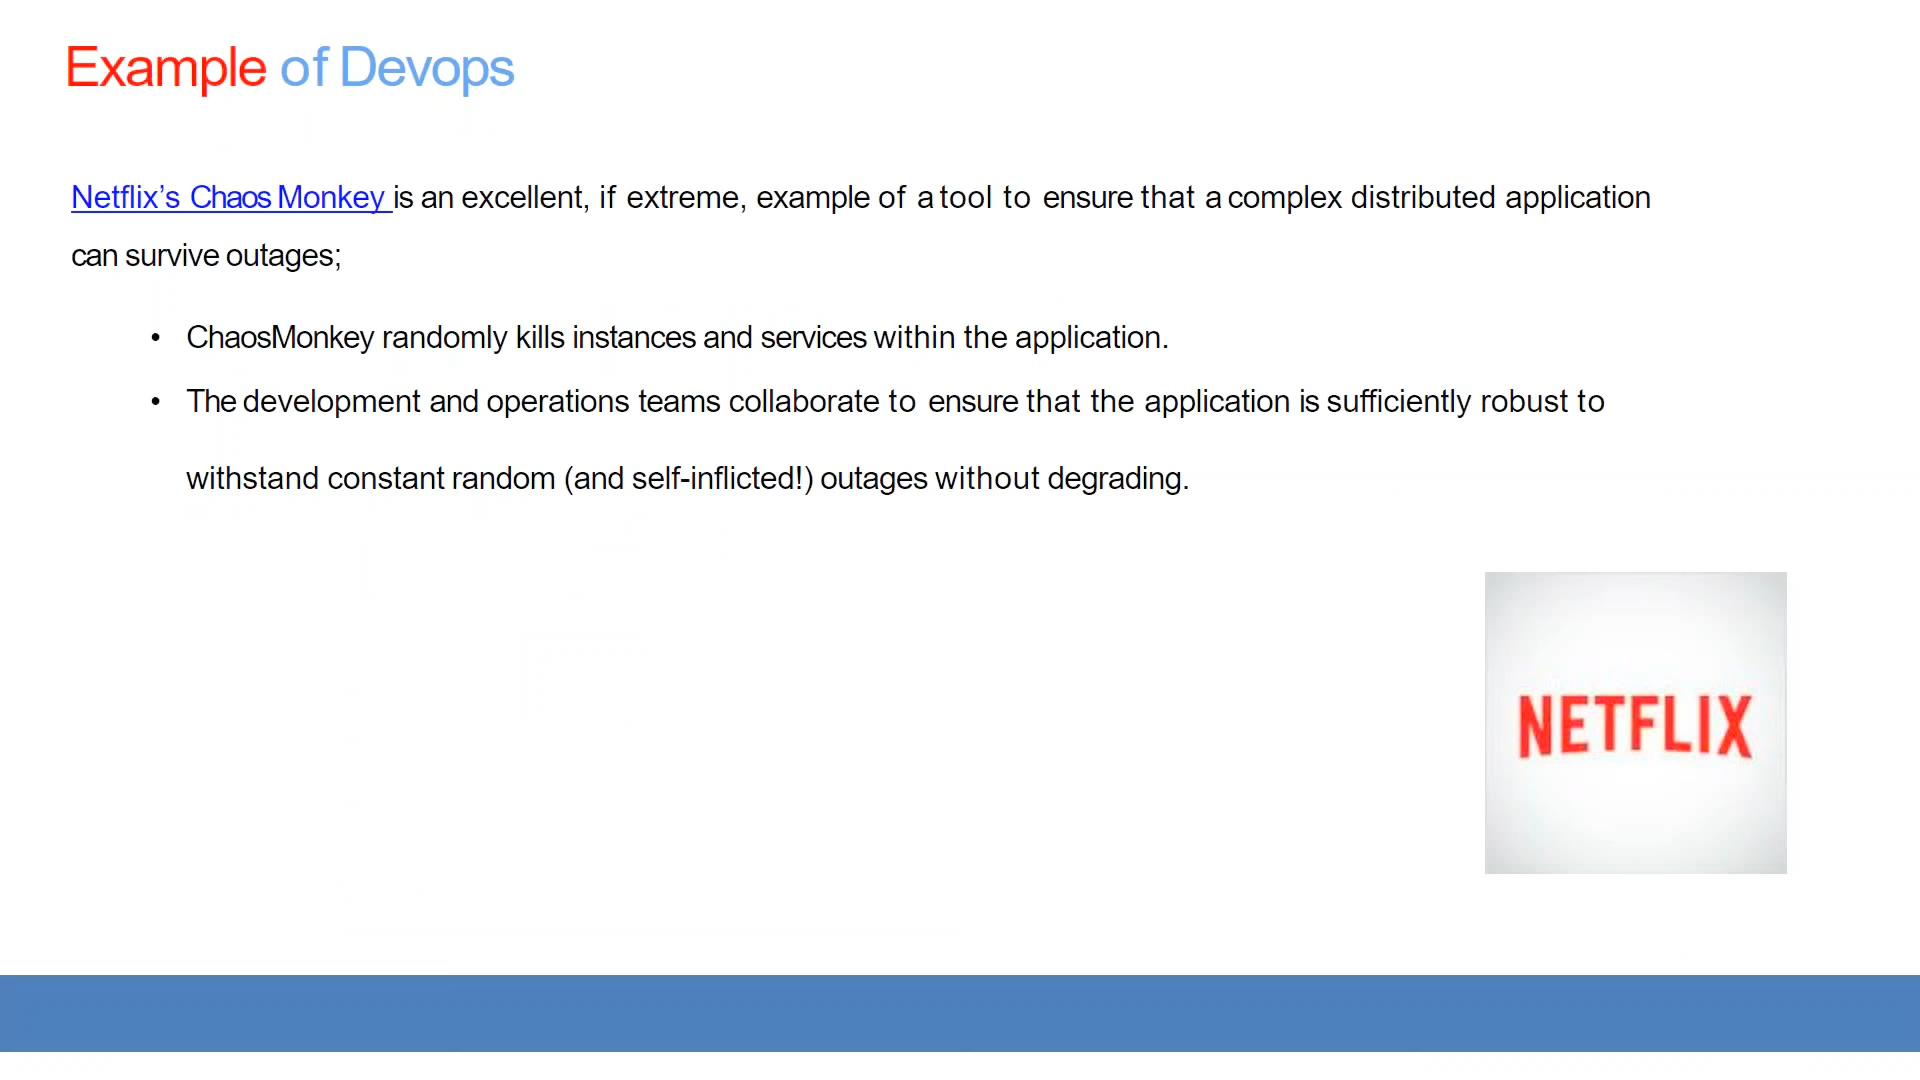 Example of Devops
Netflix’s Chaos Monkey is an excellent, if extreme, example of a tool to ensure that a complex distributed application
can survive outages;
• ChaosMonkey randomly kills instances and services within the application.
• The development and operations teams collaborate to ensure that the application is sufficiently robust to
withstand constant random (and self-inflicted!) outages without degrading.
NETFLIX